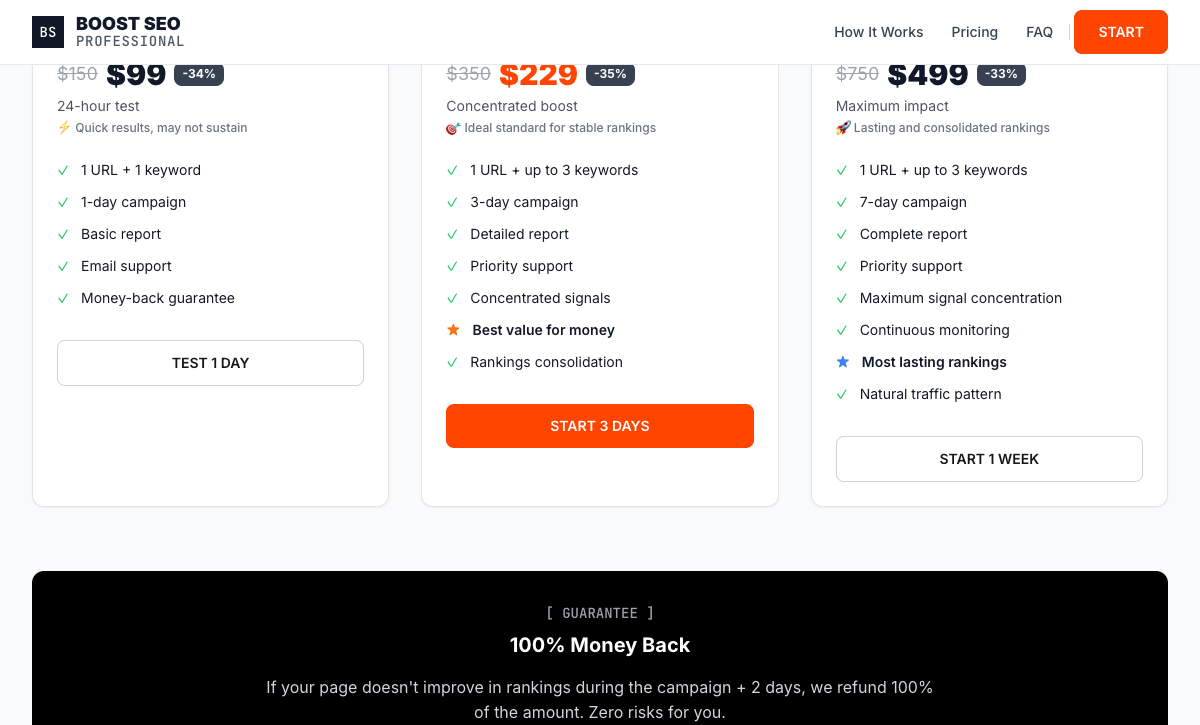 BS
BOOST SEO
PROFESSIONAL
How It Works
Pricing
FAQ
START
$150 $99 -34%
24-hour test
⚡ Quick results, may not sustain
✓ 1 URL + 1 keyword
✓ 1-day campaign
✓ Basic report
✓ Email support
✓ Money-back guarantee
TEST 1 DAY
$350 $229 -35%
Concentrated boost
🎯 Ideal standard for stable rankings
✓ 1 URL + up to 3 keywords
✓ 3-day campaign
✓ Detailed report
✓ Priority support
✓ Concentrated signals
★ Best value for money
✓ Rankings consolidation
START 3 DAYS
$750 $499 -33%
Maximum impact
🚀 Lasting and consolidated rankings
✓ 1 URL + up to 3 keywords
✓ 7-day campaign
✓ Complete report
✓ Priority support
✓ Maximum signal concentration
✓ Continuous monitoring
★ Most lasting rankings
✓ Natural traffic pattern
START 1 WEEK
[ GUARANTEE ]
100% Money Back
If your page doesn't improve in rankings during the campaign + 2 days, we refund 100%
of the amount. Zero risks for you.